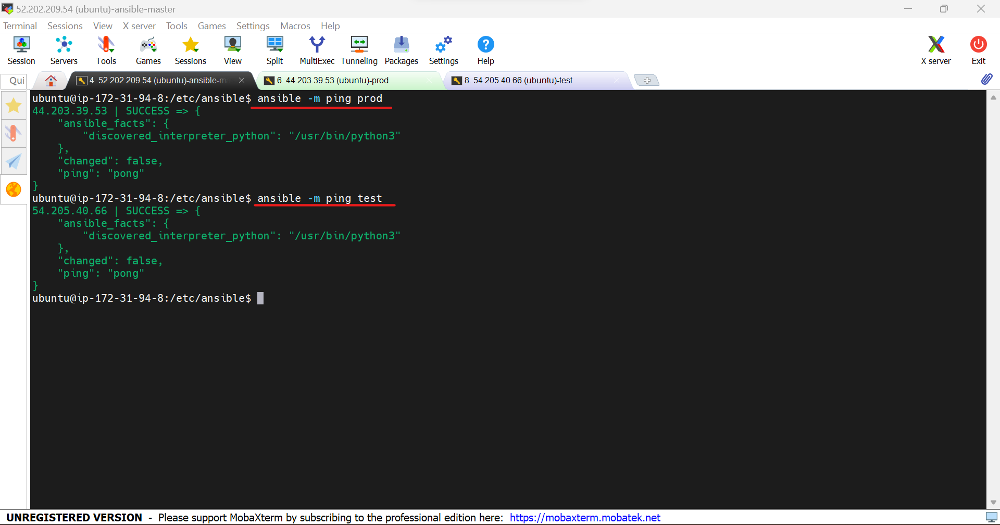 52.202.209.54 (ubuntu)-ansible-master
Terminal Sessions View X server Tools Games Settings Macros Help
Session Servers Tools Games Sessions View Split MultiExec Tunneling Packages Settings Help X server Exit
Qui 4. 52.202.209.54 (ubuntu)-ansible-ma 6. 44.203.39.53 (ubuntu)-prod 8. 54.205.40.66 (ubuntu)-test
ubuntu@ip-172-31-94-8:/etc/ansible$ ansible -m ping prod
44.203.39.53 | SUCCESS => {
    "ansible_facts": {
        "discovered_interpreter_python": "/usr/bin/python3"
    },
    "changed": false,
    "ping": "pong"
}
ubuntu@ip-172-31-94-8:/etc/ansible$ ansible -m ping test
54.205.40.66 | SUCCESS => {
    "ansible_facts": {
        "discovered_interpreter_python": "/usr/bin/python3"
    },
    "changed": false,
    "ping": "pong"
}
ubuntu@ip-172-31-94-8:/etc/ansible$
UNREGISTERED VERSION - Please support MobaXterm by subscribing to the professional edition here: https://mobaxterm.mobatek.net